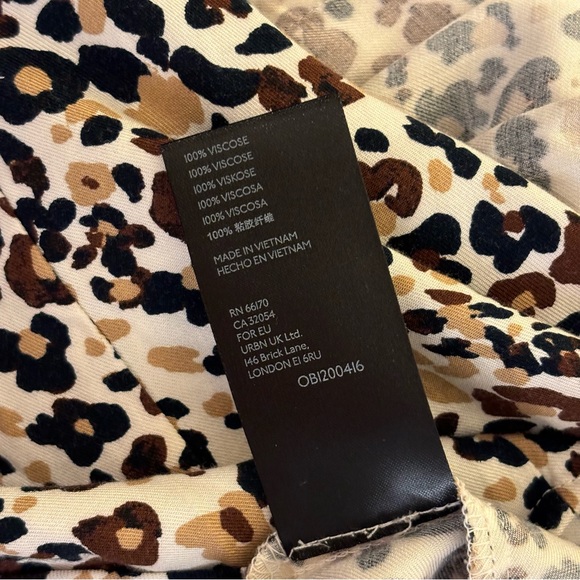 100% VISCOSE
100% VISCOSE
100% VISKOSE
100% VISCOSA
100% VISCOSA
100% 粘胶纤维
MADE IN VIETNAM
HECHO EN VIETNAM
RN 66170
CA 32054
FOR EU
URBN UK Ltd.
146 Brick Lane,
LONDON E1 6RU
OB1200416